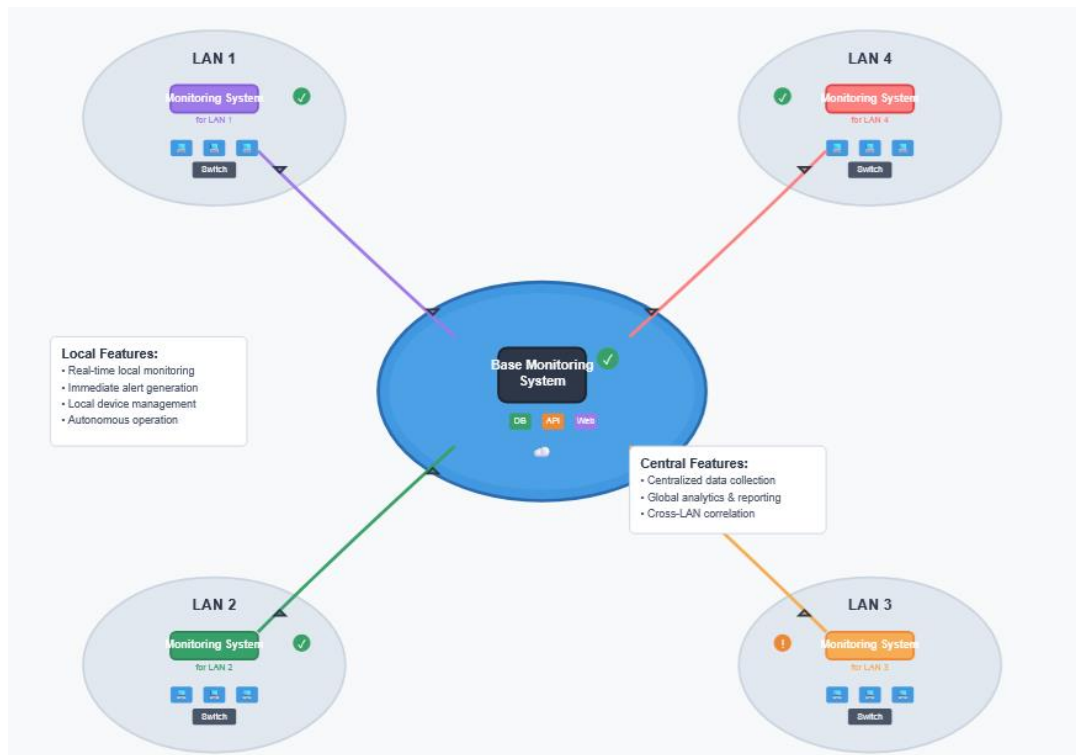 LAN 1
Monitoring System
for LAN 1
Switch
LAN 4
Monitoring System
for LAN 4
Switch
Local Features:
• Real-time local monitoring
• Immediate alert generation
• Local device management
• Autonomous operation
Base Monitoring
System
DB
API
Web
Central Features:
• Centralized data collection
• Global analytics & reporting
• Cross-LAN correlation
LAN 2
Monitoring System
for LAN 2
Switch
LAN 3
!
Monitoring System
for LAN 3
Switch